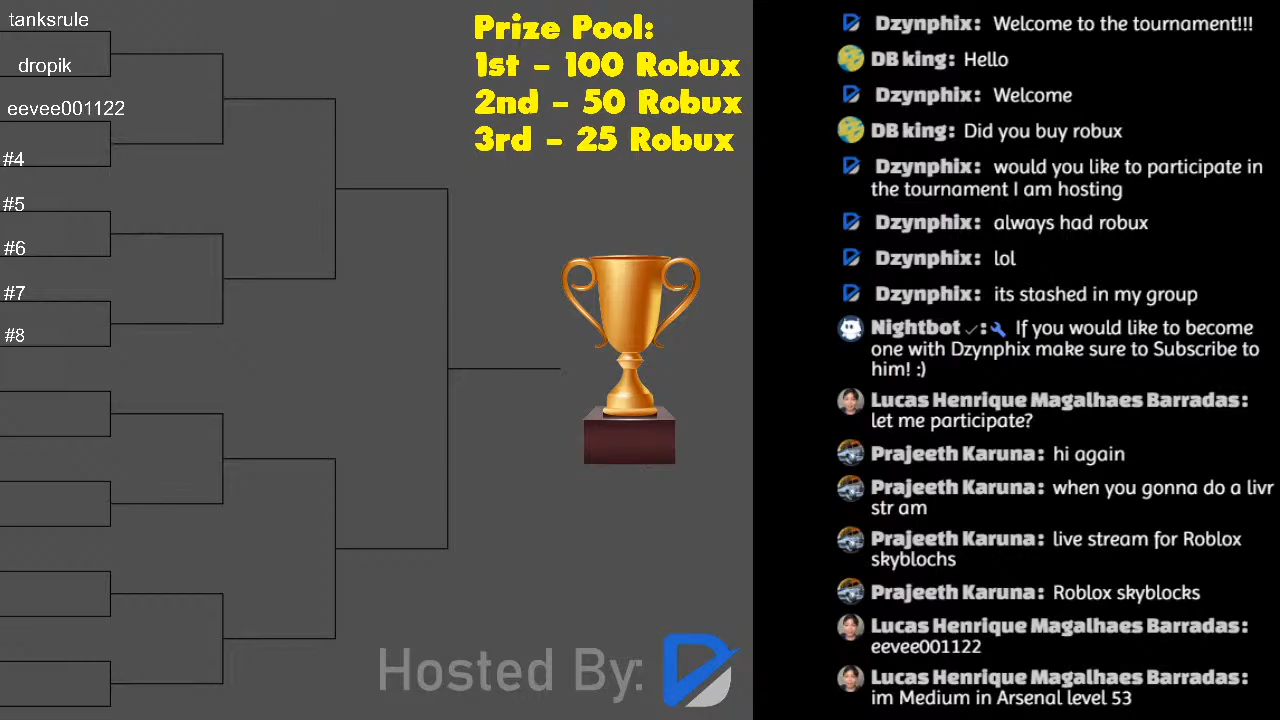 tanksrule
dropik
eevee001122
#4
#5
#6
#7
#8
Prize Pool:
1st - 100 Robux
2nd - 50 Robux
3rd - 25 Robux
Hosted By:
Dzynphix: Welcome to the tournament!!!
DB king: Hello
Dzynphix: Welcome
DB king: Did you buy robux
Dzynphix: would you like to participate in
the tournament I am hosting
Dzynphix: always had robux
Dzynphix: lol
Dzynphix: its stashed in my group
Nightbot ✓: If you would like to become
one with Dzynphix make sure to Subscribe to
him! :)
Lucas Henrique Magalhaes Barradas:
let me participate?
Prajeeth Karuna: hi again
Prajeeth Karuna: when you gonna do a livr
str am
Prajeeth Karuna: live stream for Roblox
skyblochs
Prajeeth Karuna: Roblox skyblocks
Lucas Henrique Magalhaes Barradas:
eevee001122
Lucas Henrique Magalhaes Barradas:
im Medium in Arsenal level 53